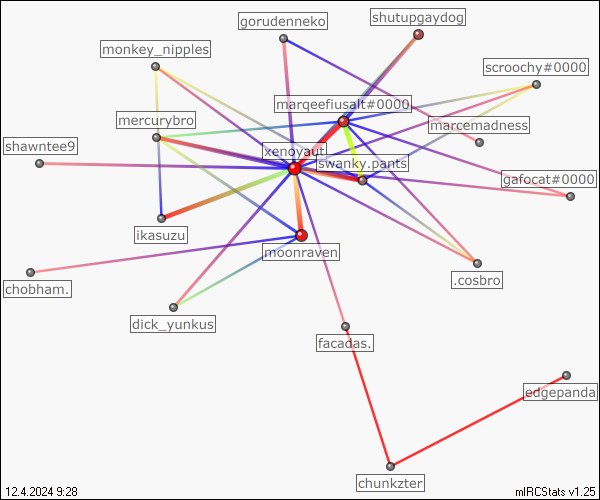 shutupgaydog
gorudenneko
monkey_nipples
scroochy#0000
marqeefiusalt#0000
mercurybro
marcemadness
shawntee9
xenoyaut
swanky.pants
gafocat#0000
ikasuzu
moonraven
.cosbro
chobham.
dick_yunkus
facadas.
edgepanda
chunkzter
12.4.2024 9:28
mIRCStats v1.25